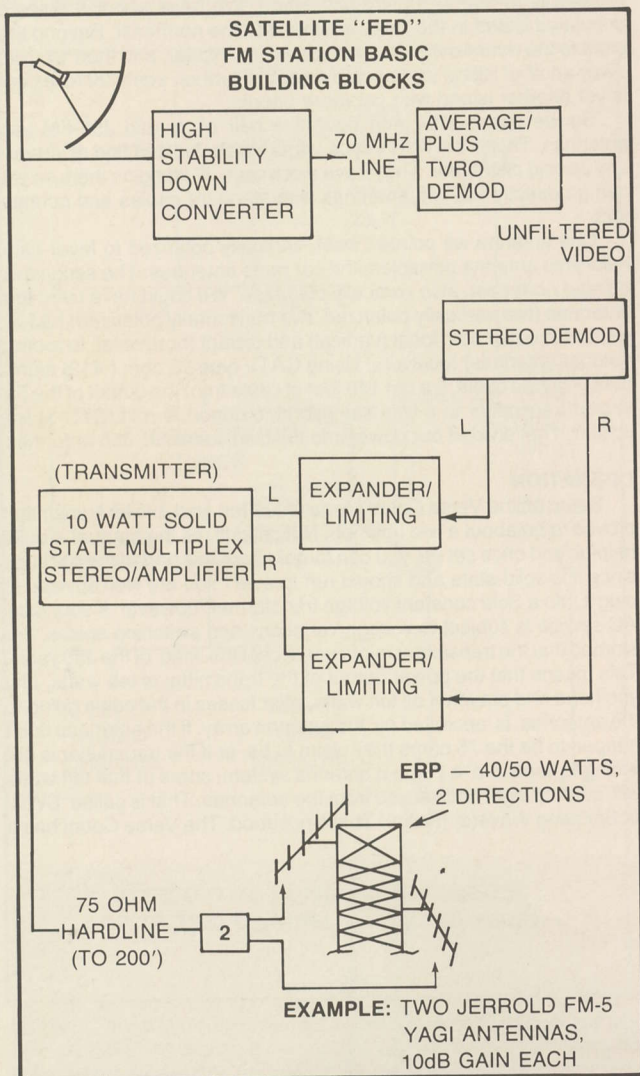 SATELLITE "FED"
FM STATION BASIC
BUILDING BLOCKS
HIGH
STABILITY
DOWN
CONVERTER
70 MHz
LINE
AVERAGE/
PLUS
TVRO
DEMOD
UNFILTERED
VIDEO
STEREO DEMOD
L
R
(TRANSMITTER)
10 WATT SOLID
STATE MULTIPLEX
STEREO/AMPLIFIER
L
R
EXPANDER/
LIMITING
EXPANDER/
LIMITING
ERP — 40/50 WATTS,
2 DIRECTIONS
75 OHM
HARDLINE
(TO 200')
2
EXAMPLE: TWO JERROLD FM-5
YAGI ANTENNAS,
10dB GAIN EACH